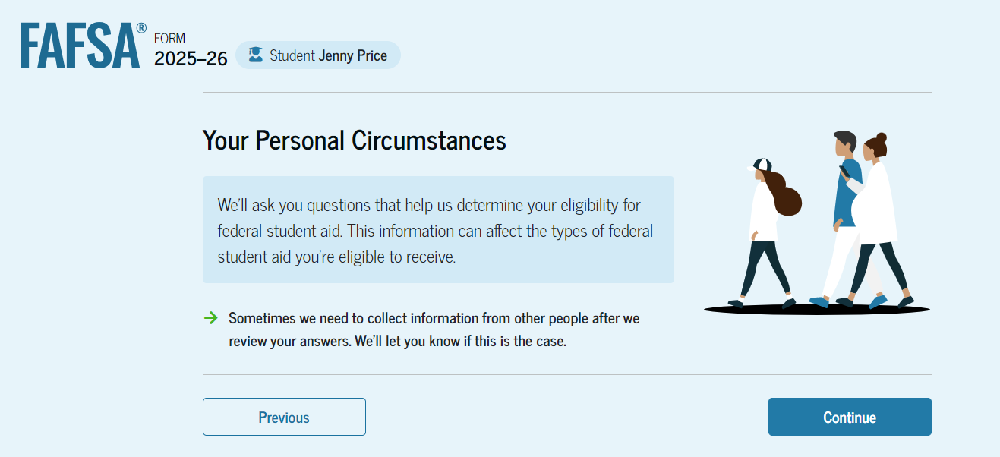 FAFSA®
FORM
2025–26
Student Jenny Price
Your Personal Circumstances
We'll ask you questions that help us determine your eligibility for
federal student aid. This information can affect the types of federal
student aid you're eligible to receive.
Sometimes we need to collect information from other people after we
review your answers. We'll let you know if this is the case.
Previous
Continue